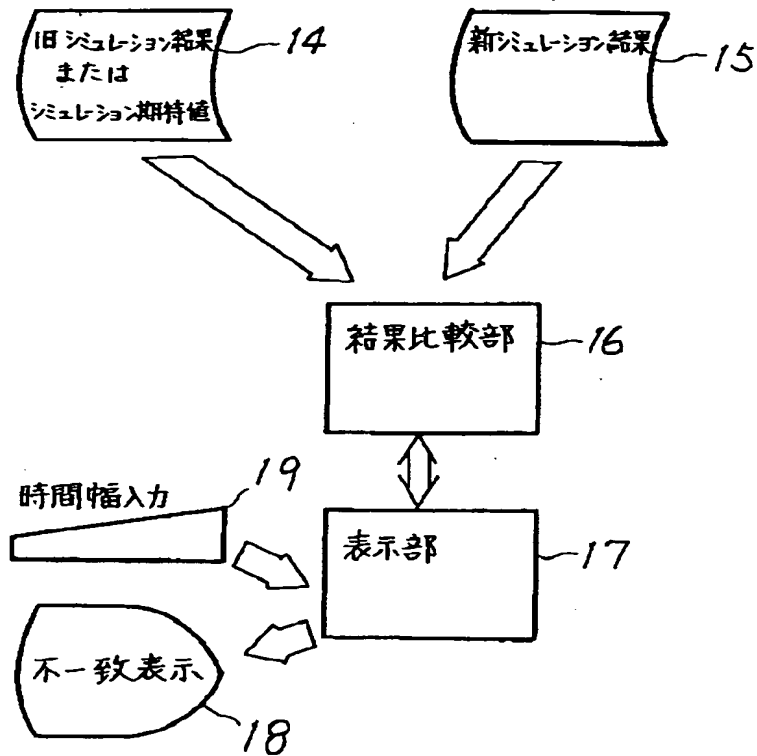 旧シミュレーション結果
または
シミュレーション期待値
14
新シミュレーション結果
15
結果比較部
16
時間幅入力
19
表示部
17
不一致表示
18